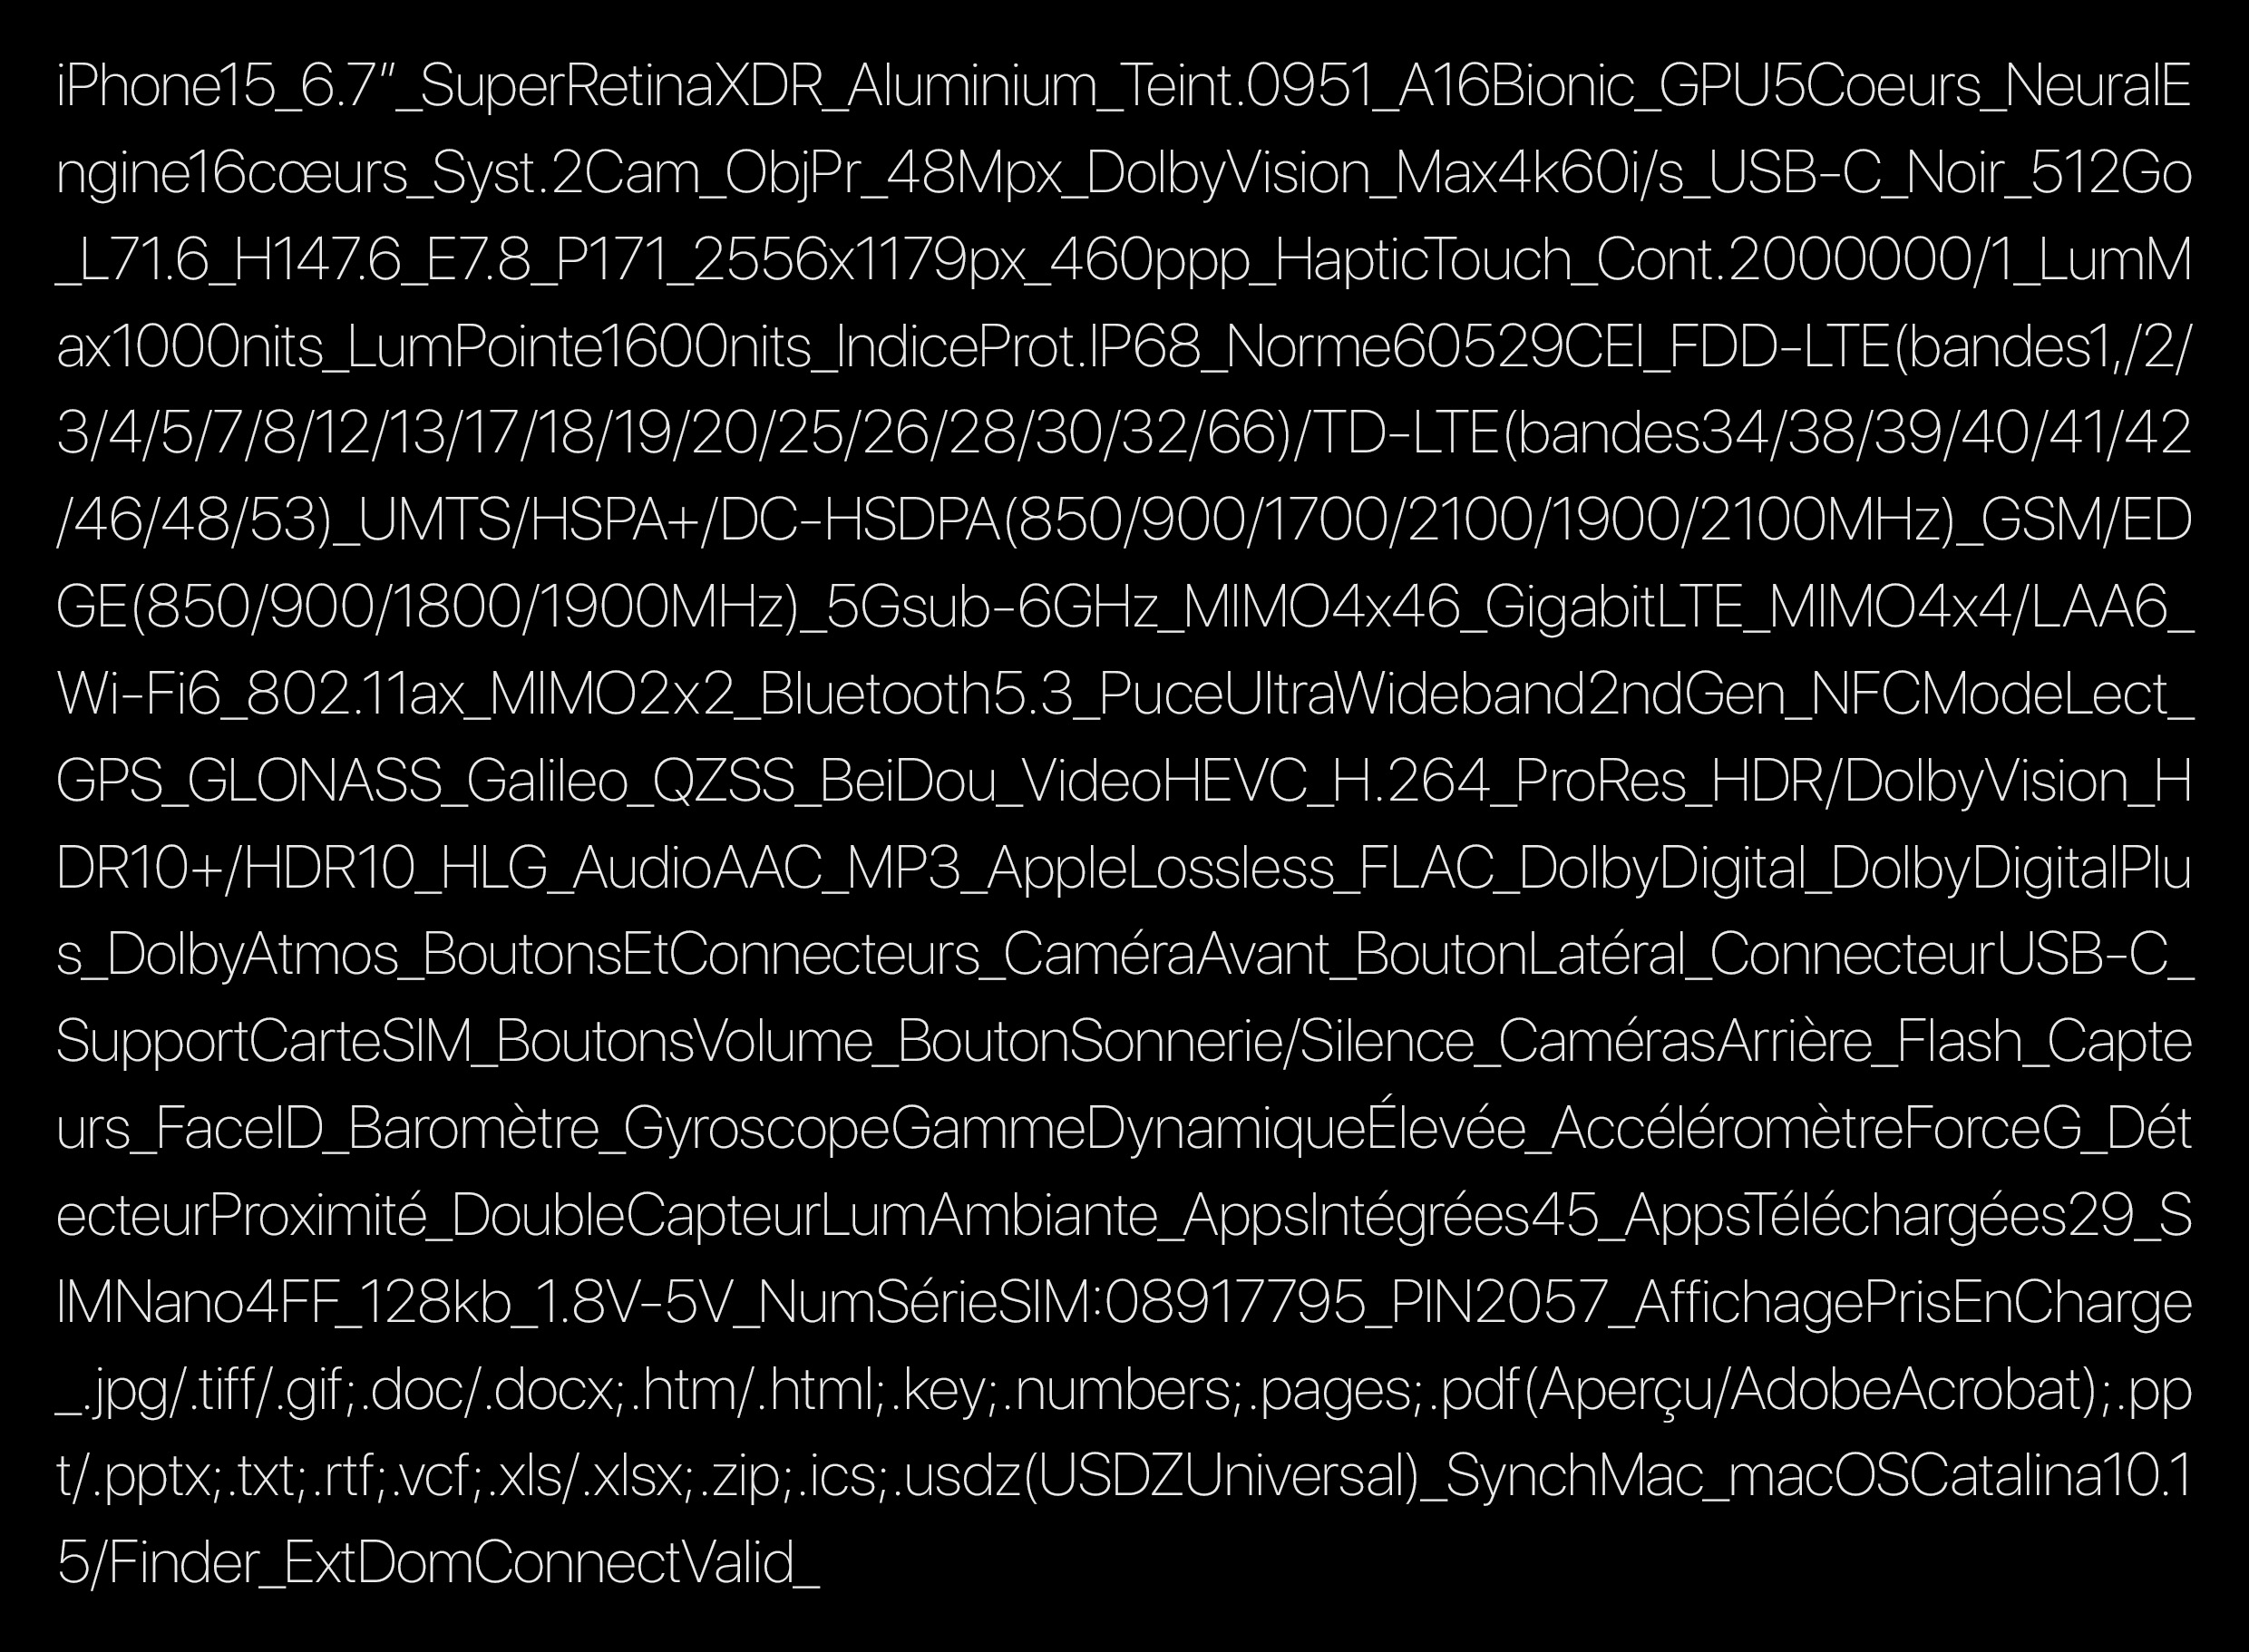 iPhone15_6.7”_SuperRetinaXDR_Aluminium_Teint.0951_A16Bionic_GPU5Coeurs_NeuralE
ngine16cœurs_Syst.2Cam_ObjPr_48Mpx_DolbyVision_Max4k60i/s_USB-C_Noir_512Go
_L71.6_H147.6_E7.8_P171_2556x1179px_460ppp_HapticTouch_Cont.2000000/1_LumM
ax1000nits_LumPointe1600nits_IndiceProt.IP68_Norme60529CEI_FDD-LTE(bandes1,/2/
3/4/5/7/8/12/13/17/18/19/20/25/26/28/30/32/66)/TD-LTE(bandes34/38/39/40/41/42
/46/48/53)_UMTS/HSPA+/DC-HSDPA(850/900/1700/2100/1900/2100MHz)_GSM/ED
GE(850/900/1800/1900MHz)_5Gsub-6GHz_MIMO4x46_GigabitLTE_MIMO4x4/LAA6_
Wi-Fi6_802.11ax_MIMO2x2_Bluetooth5.3_PuceUltraWideband2ndGen_NFCModeLect_
GPS_GLONASS_Galileo_QZSS_BeiDou_VideoHEVC_H.264_ProRes_HDR/DolbyVision_H
DR10+/HDR10_HLG_AudioAAC_MP3_AppleLossless_FLAC_DolbyDigital_DolbyDigitalPlu
s_DolbyAtmos_BoutonsEtConnecteurs_CaméraAvant_BoutonLatéral_ConnecteurUSB-C_
SupportCarteSIM_BoutonsVolume_BoutonSonnerie/Silence_CamérasArrière_Flash_Capte
urs_FaceID_Baromètre_GyroscopeGammeDynamiqueÉlevée_AccéléromètreForceG_Dét
ecteurProximité_DoubleCapteurLumAmbiante_AppsIntégrées45_AppsTéléchargées29_S
IMNano4FF_128kb_1.8V-5V_NumSérieSIM:08917795_PIN2057_AffichagePrisEnCharge
_.jpg/.tiff/.gif;.doc/.docx;.htm/.html;.key;.numbers;.pages;.pdf(Aperçu/AdobeAcrobat);.pp
t/.pptx;.txt;.rtf;.vcf;.xls/.xlsx;.zip;.ics;.usdz(USDZUniversal)_SynchMac_macOSCatalina10.1
5/Finder_ExtDomConnectValid_